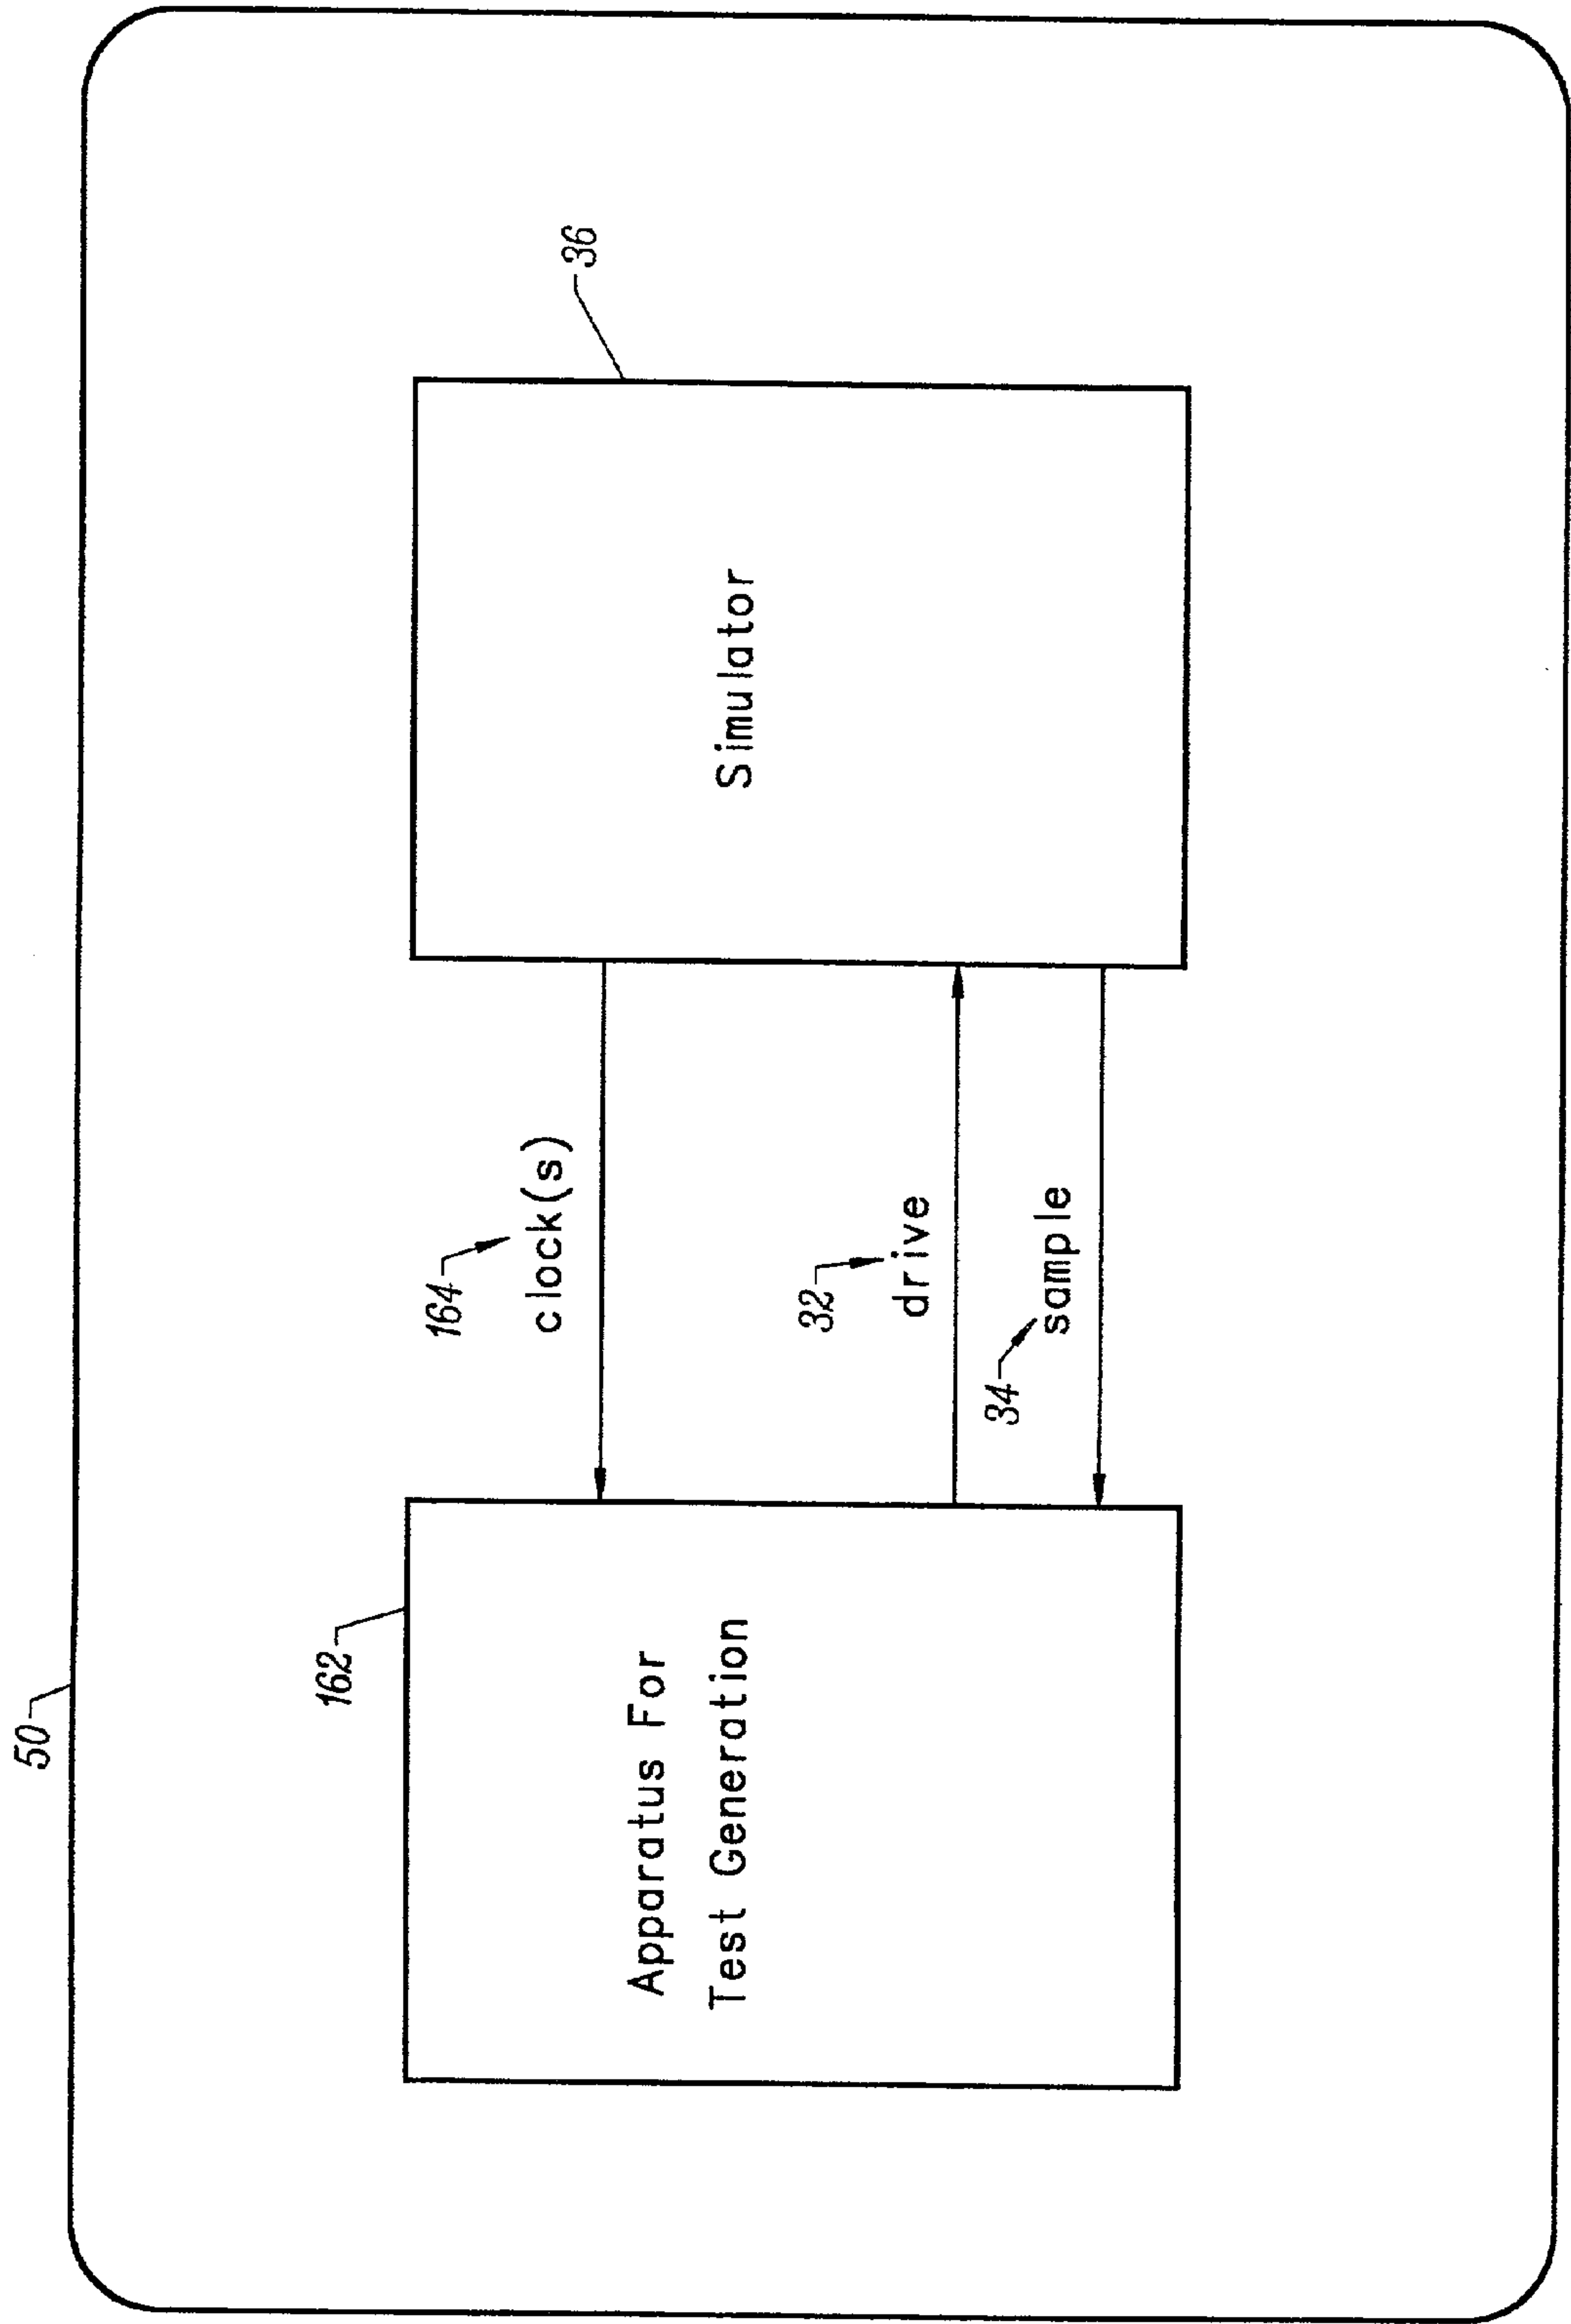 50
162
Apparatus For
Test Generation
164
clock(s)
32
drive
34
sample
36
Simulator